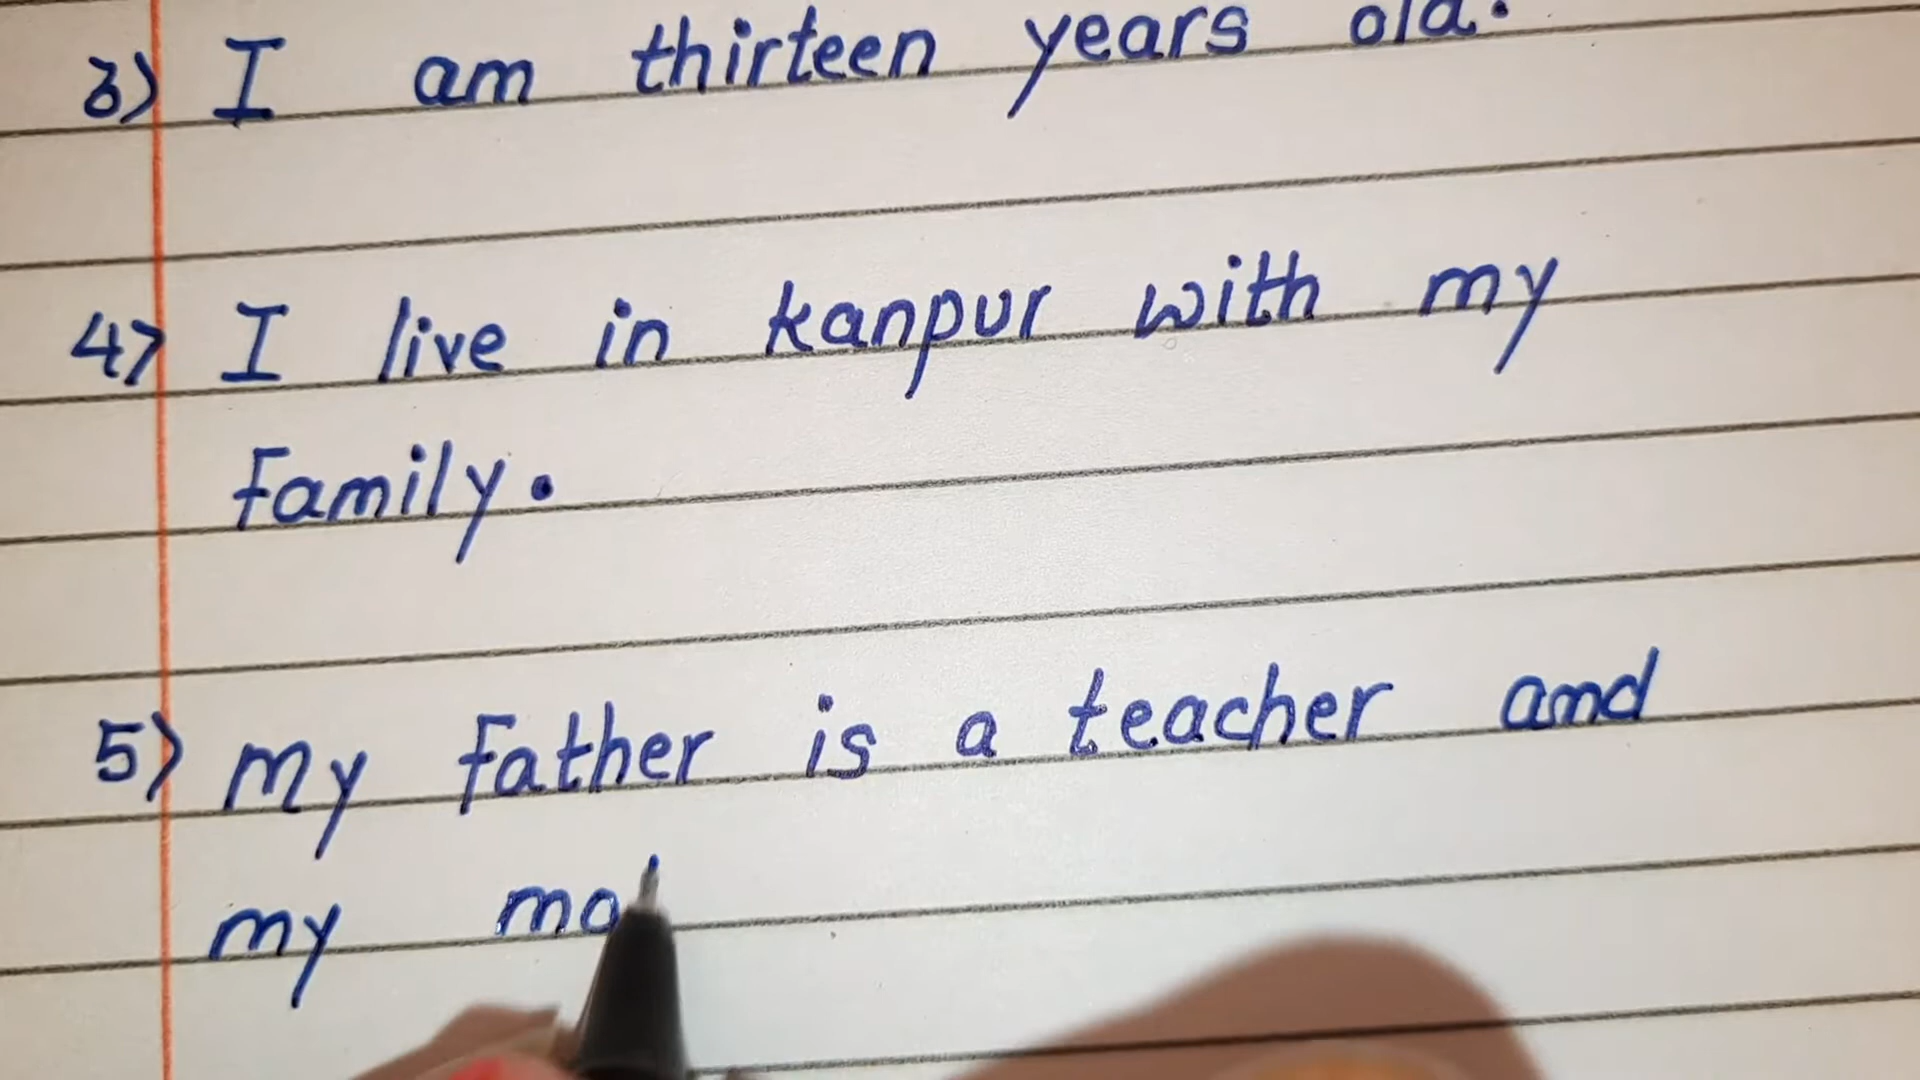 3) I am thirteen years old.
4) I live in kanpur with my
family.
5) My father is a teacher and
my mo